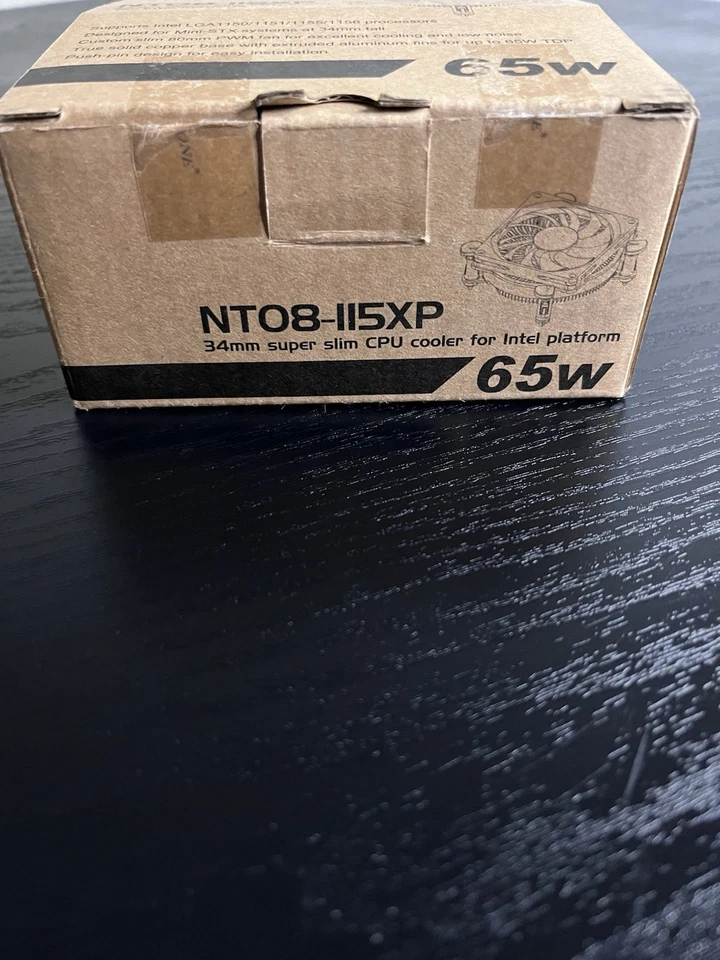 Supports Intel LGA1150/1151/1155/1156 processors
Designed for Mini-STX systems at 34mm tall
Custom slim 80mm PWM fan for excellent cooling and low noise
True solid copper base with extruded aluminum fins for up to 65W TDP
Push-pin design for easy installation
65w
NT08-115XP
34mm super slim CPU cooler for Intel platform
65w